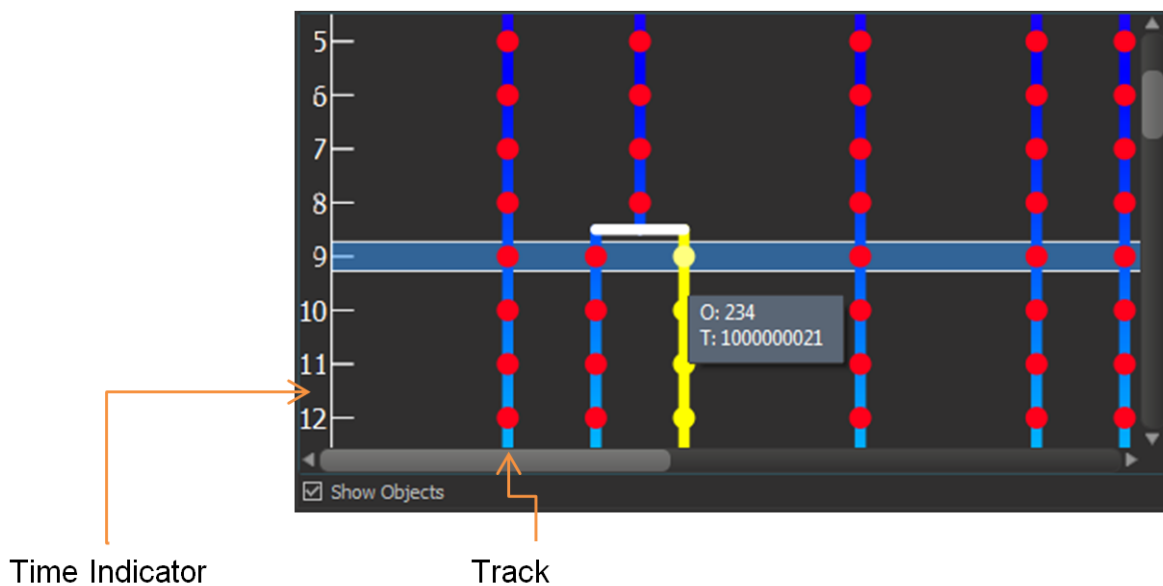 5
6
7
8
9
10
O: 234
T: 1000000021
11
12
Show Objects
Time Indicator
Track